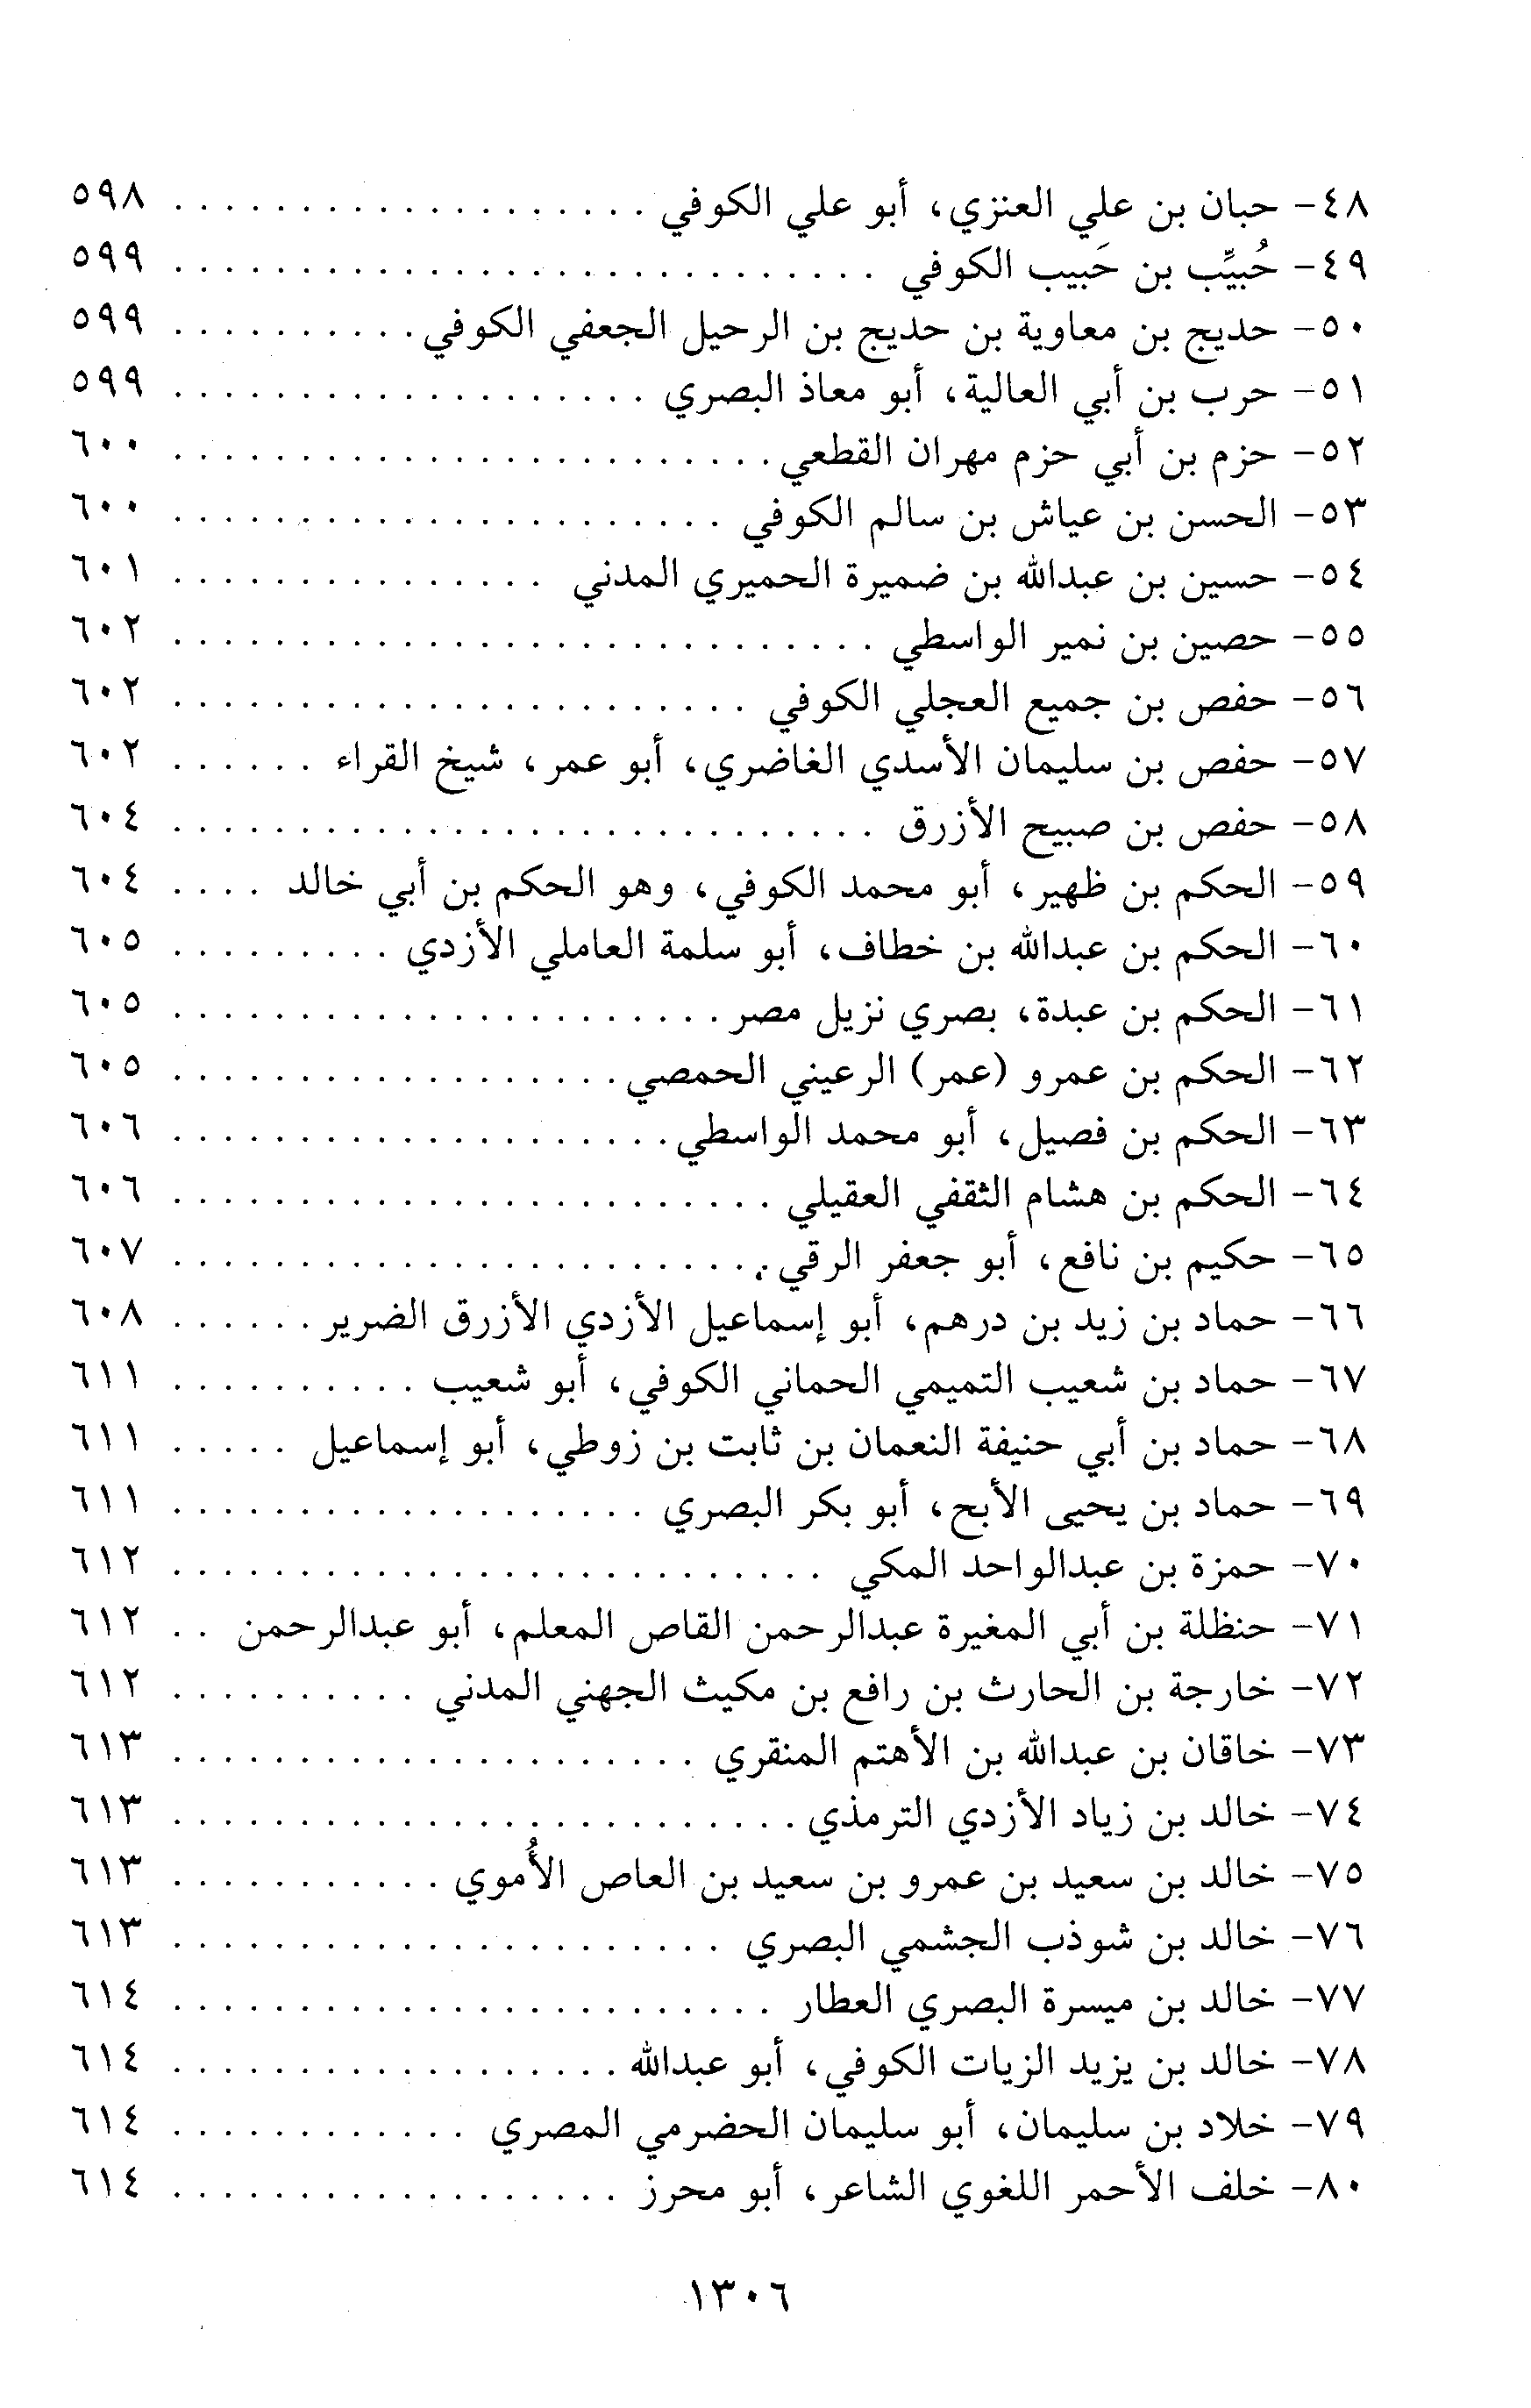 ٤٨- حبان بن علي العنزي، أبو علي الكوفي . . . . . . . . . . . . . . . . . . . ٥٩٨
٤٩- حُبيِّب بن حَبيب الكوفي . . . . . . . . . . . . . . . . . . . . . . . . . . . . ٥٩٩
٥٠- حديج بن معاوية بن حديج بن الرحيل الجعفي الكوفي . . . . . . . . . . ٥٩٩
٥١- حرب بن أبي العالية، أبو معاذ البصري . . . . . . . . . . . . . . . . . . . ٥٩٩
٥٢- حزم بن أبي حزم مهران القطعي . . . . . . . . . . . . . . . . . . . . . . . . ٦٠٠
٥٣- الحسن بن عياش بن سالم الكوفي . . . . . . . . . . . . . . . . . . . . . . ٦٠٠
٥٤- حسين بن عبدالله بن ضميرة الحميري المدني . . . . . . . . . . . . . . . ٦٠١
٥٥- حصين بن نمير الواسطي . . . . . . . . . . . . . . . . . . . . . . . . . . . . ٦٠٢
٥٦- حفص بن جميع العجلي الكوفي . . . . . . . . . . . . . . . . . . . . . . . ٦٠٢
٥٧- حفص بن سليمان الأسدي الغاضري، أبو عمر، شيخ القراء . . . . . . ٦٠٢
٥٨- حفص بن صبيح الأزرق . . . . . . . . . . . . . . . . . . . . . . . . . . . . ٦٠٤
٥٩- الحكم بن ظهير، أبو محمد الكوفي، وهو الحكم بن أبي خالد . . . . ٦٠٤
٦٠- الحكم بن عبدالله بن خطاف، أبو سلمة العاملي الأزدي . . . . . . . . . ٦٠٥
٦١- الحكم بن عبدة، بصري نزيل مصر . . . . . . . . . . . . . . . . . . . . . . ٦٠٥
٦٢- الحكم بن عمرو (عمر) الرعيني الحمصي . . . . . . . . . . . . . . . . . . ٦٠٥
٦٣- الحكم بن فصيل، أبو محمد الواسطي . . . . . . . . . . . . . . . . . . . . ٦٠٦
٦٤- الحكم بن هشام الثقفي العقيلي . . . . . . . . . . . . . . . . . . . . . . . . ٦٠٦
٦٥- حكيم بن نافع، أبو جعفر الرقي . . . . . . . . . . . . . . . . . . . . . . . . ٦٠٧
٦٦- حماد بن زيد بن درهم، أبو إسماعيل الأزدي الأزرق الضرير . . . . . . ٦٠٨
٦٧- حماد بن شعيب التميمي الحماني الكوفي، أبو شعيب . . . . . . . . . . ٦١١
٦٨- حماد بن أبي حنيفة النعمان بن ثابت بن زوطي، أبو إسماعيل . . . . . ٦١١
٦٩- حماد بن يحيى الأبح، أبو بكر البصري . . . . . . . . . . . . . . . . . . . ٦١١
٧٠- حمزة بن عبدالواحد المكي . . . . . . . . . . . . . . . . . . . . . . . . . . ٦١٢
٧١- حنظلة بن أبي المغيرة عبدالرحمن القاص المعلم، أبو عبدالرحمن . . ٦١٢
٧٢- خارجة بن الحارث بن رافع بن مكيث الجهني المدني . . . . . . . . . . ٦١٢
٧٣- خاقان بن عبدالله بن الأهتم المنقري . . . . . . . . . . . . . . . . . . . . . ٦١٣
٧٤- خالد بن زياد الأزدي الترمذي . . . . . . . . . . . . . . . . . . . . . . . . . ٦١٣
٧٥- خالد بن سعيد بن عمرو بن سعيد بن العاص الأُموي . . . . . . . . . . . ٦١٣
٧٦- خالد بن شوذب الجشمي البصري . . . . . . . . . . . . . . . . . . . . . . ٦١٣
٧٧- خالد بن ميسرة البصري العطار . . . . . . . . . . . . . . . . . . . . . . . . ٦١٤
٧٨- خالد بن يزيد الزيات الكوفي، أبو عبدالله . . . . . . . . . . . . . . . . . . ٦١٤
٧٩- خلاد بن سليمان، أبو سليمان الحضرمي المصري . . . . . . . . . . . . ٦١٤
٨٠- خلف الأحمر اللغوي الشاعر، أبو محرز . . . . . . . . . . . . . . . . . . ٦١٤
١٣٠٦